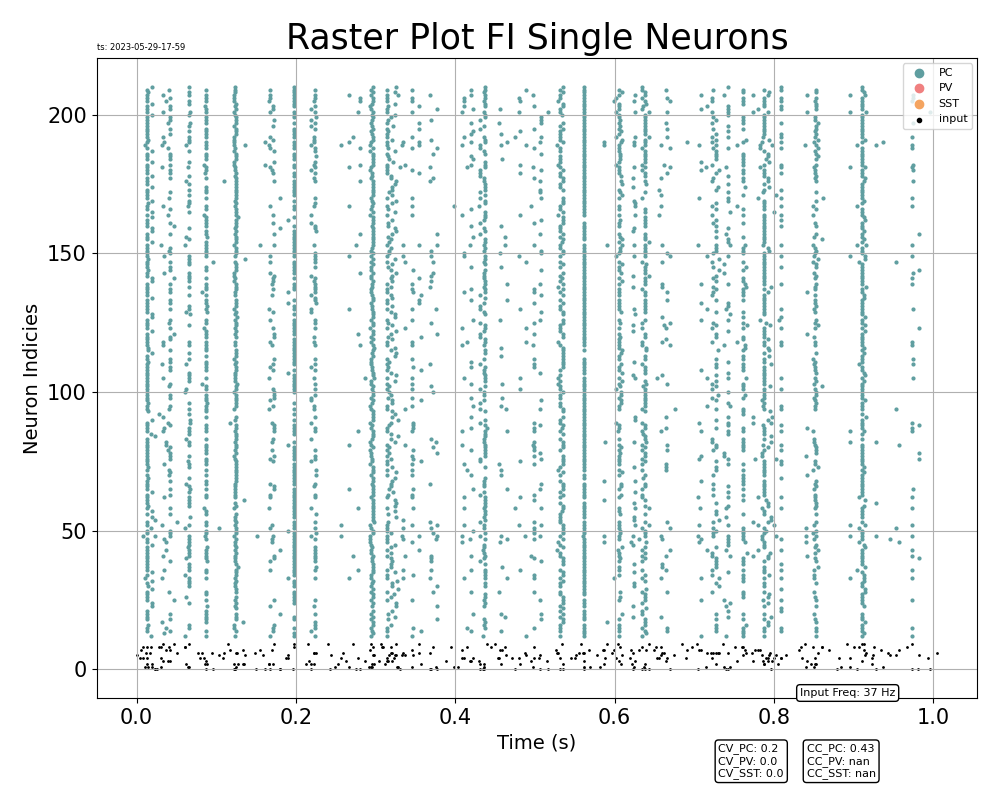 Raster Plot FI Single Neurons
ts: 2023-05-29-17-59
PC
PV
SST
input
200
150
100
50
0
Neuron Indicies
0.0 0.2 0.4 0.6 0.8 1.0
Time (s)
Input Freq: 37 Hz
CV_PC: 0.2
CV_PV: 0.0
CV_SST: 0.0
CC_PC: 0.43
CC_PV: nan
CC_SST: nan